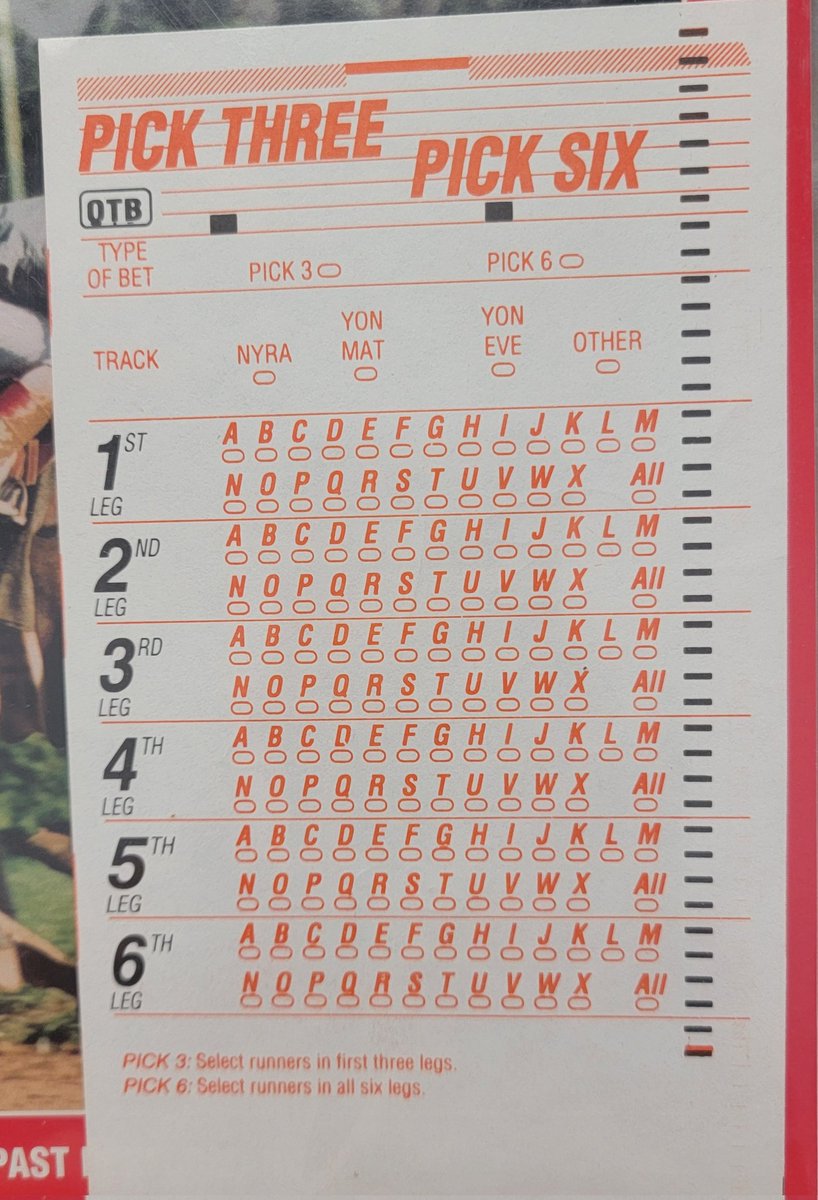 PICK THREE
PICK SIX
QTB
TYPE
OF BET
PICK 3
PICK 6
TRACK
NYRA
YON
MAT
YON
EVE
OTHER
1ST
LEG
A B C D E F G H I J K L M
N O P Q R S T U V W X All
2ND
LEG
A B C D E F G H I J K L M
N O P Q R S T U V W X All
3RD
LEG
A B C D E F G H I J K L M
N O P Q R S T U V W X All
4TH
LEG
A B C D E F G H I J K L M
N O P Q R S T U V W X All
5TH
LEG
A B C D E F G H I J K L M
N O P Q R S T U V W X All
6TH
LEG
A B C D E F G H I J K L M
N O P Q R S T U V W X All
PICK 3: Select runners in first three legs.
PICK 6: Select runners in all six legs.
PAST